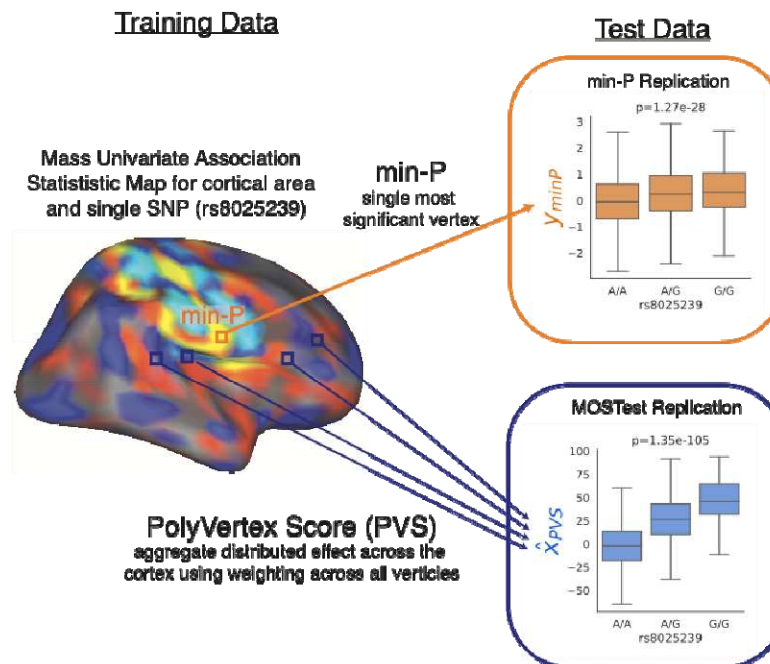 Training Data
Test Data
Mass Univariate Association
Statististic Map for cortical area
and single SNP (rs8025239)
min-P
single most
significant vertex
min-P
PolyVertex Score (PVS)
aggregate distributed effect across the
cortex using weighting across all verticies
min-P Replication
p=1.27e-28
3
2
1
0
−1
−2
y minP
A/A A/G G/G
rs8025239
MOSTest Replication
p=1.35e-105
100
75
50
25
0
−25
−50
x̂ PVS
A/A A/G G/G
rs8025239